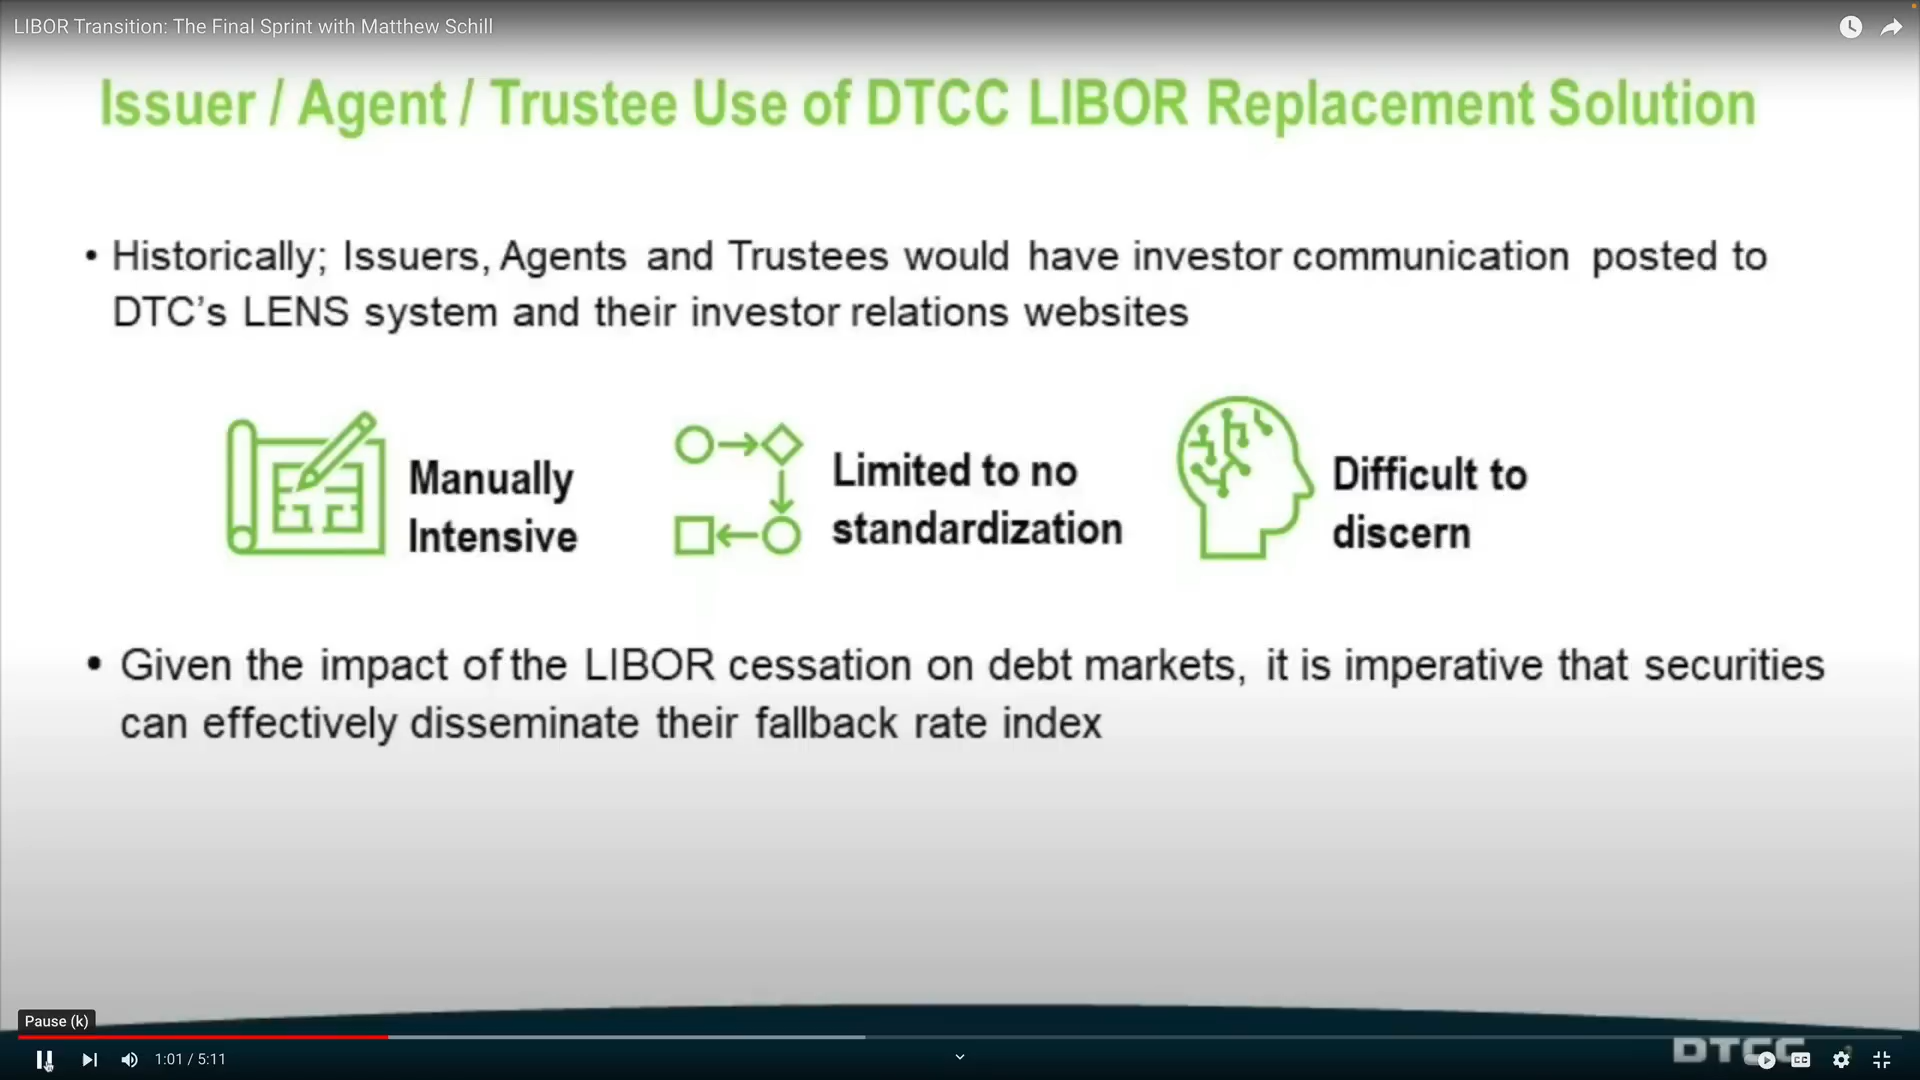 LIBOR Transition: The Final Sprint with Matthew Schill
Issuer / Agent / Trustee Use of DTCC LIBOR Replacement Solution
• Historically; Issuers, Agents and Trustees would have investor communication posted to
DTC’s LENS system and their investor relations websites
Manually
Intensive
Limited to no
standardization
Difficult to
discern
• Given the impact of the LIBOR cessation on debt markets, it is imperative that securities
can effectively disseminate their fallback rate index
Pause (k)
1:01 / 5:11
DTCC
CC